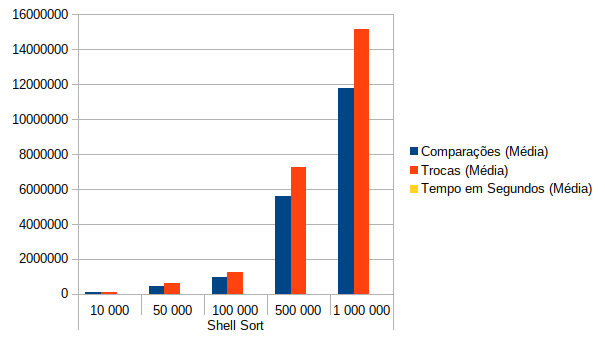 16000000
14000000
12000000
10000000
8000000
6000000
4000000
2000000
0
10 000 50 000 100 000 500 000 1 000 000
Shell Sort
Comparações (Média)
Trocas (Média)
Tempo em Segundos (Média)